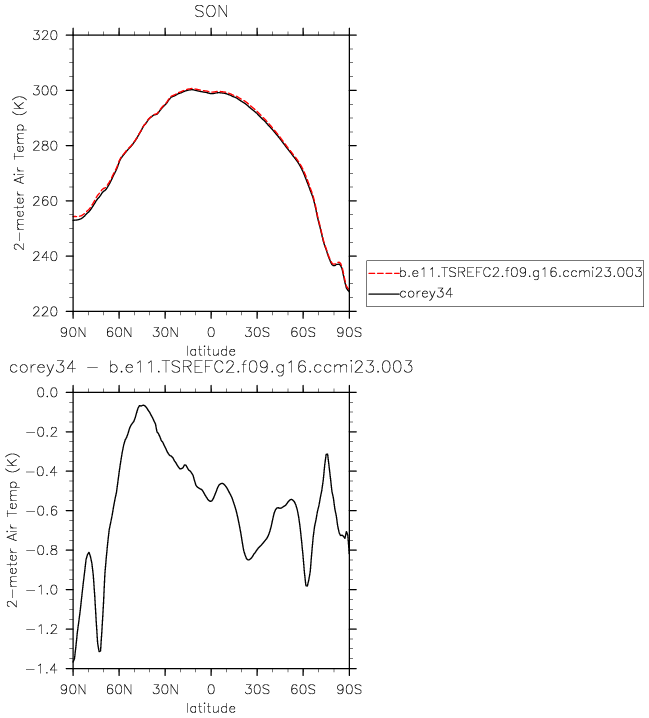 SON
320
300
280
260
240
220
2-meter Air Temp (K)
90N 60N 30N 0 30S 60S 90S
latitude
b.e11.TSREFC2.f09.g16.ccmi23.003
corey34
corey34 - b.e11.TSREFC2.f09.g16.ccmi23.003
0.0
-0.2
-0.4
-0.6
-0.8
-1.0
-1.2
-1.4
2-meter Air Temp (K)
90N 60N 30N 0 30S 60S 90S
latitude